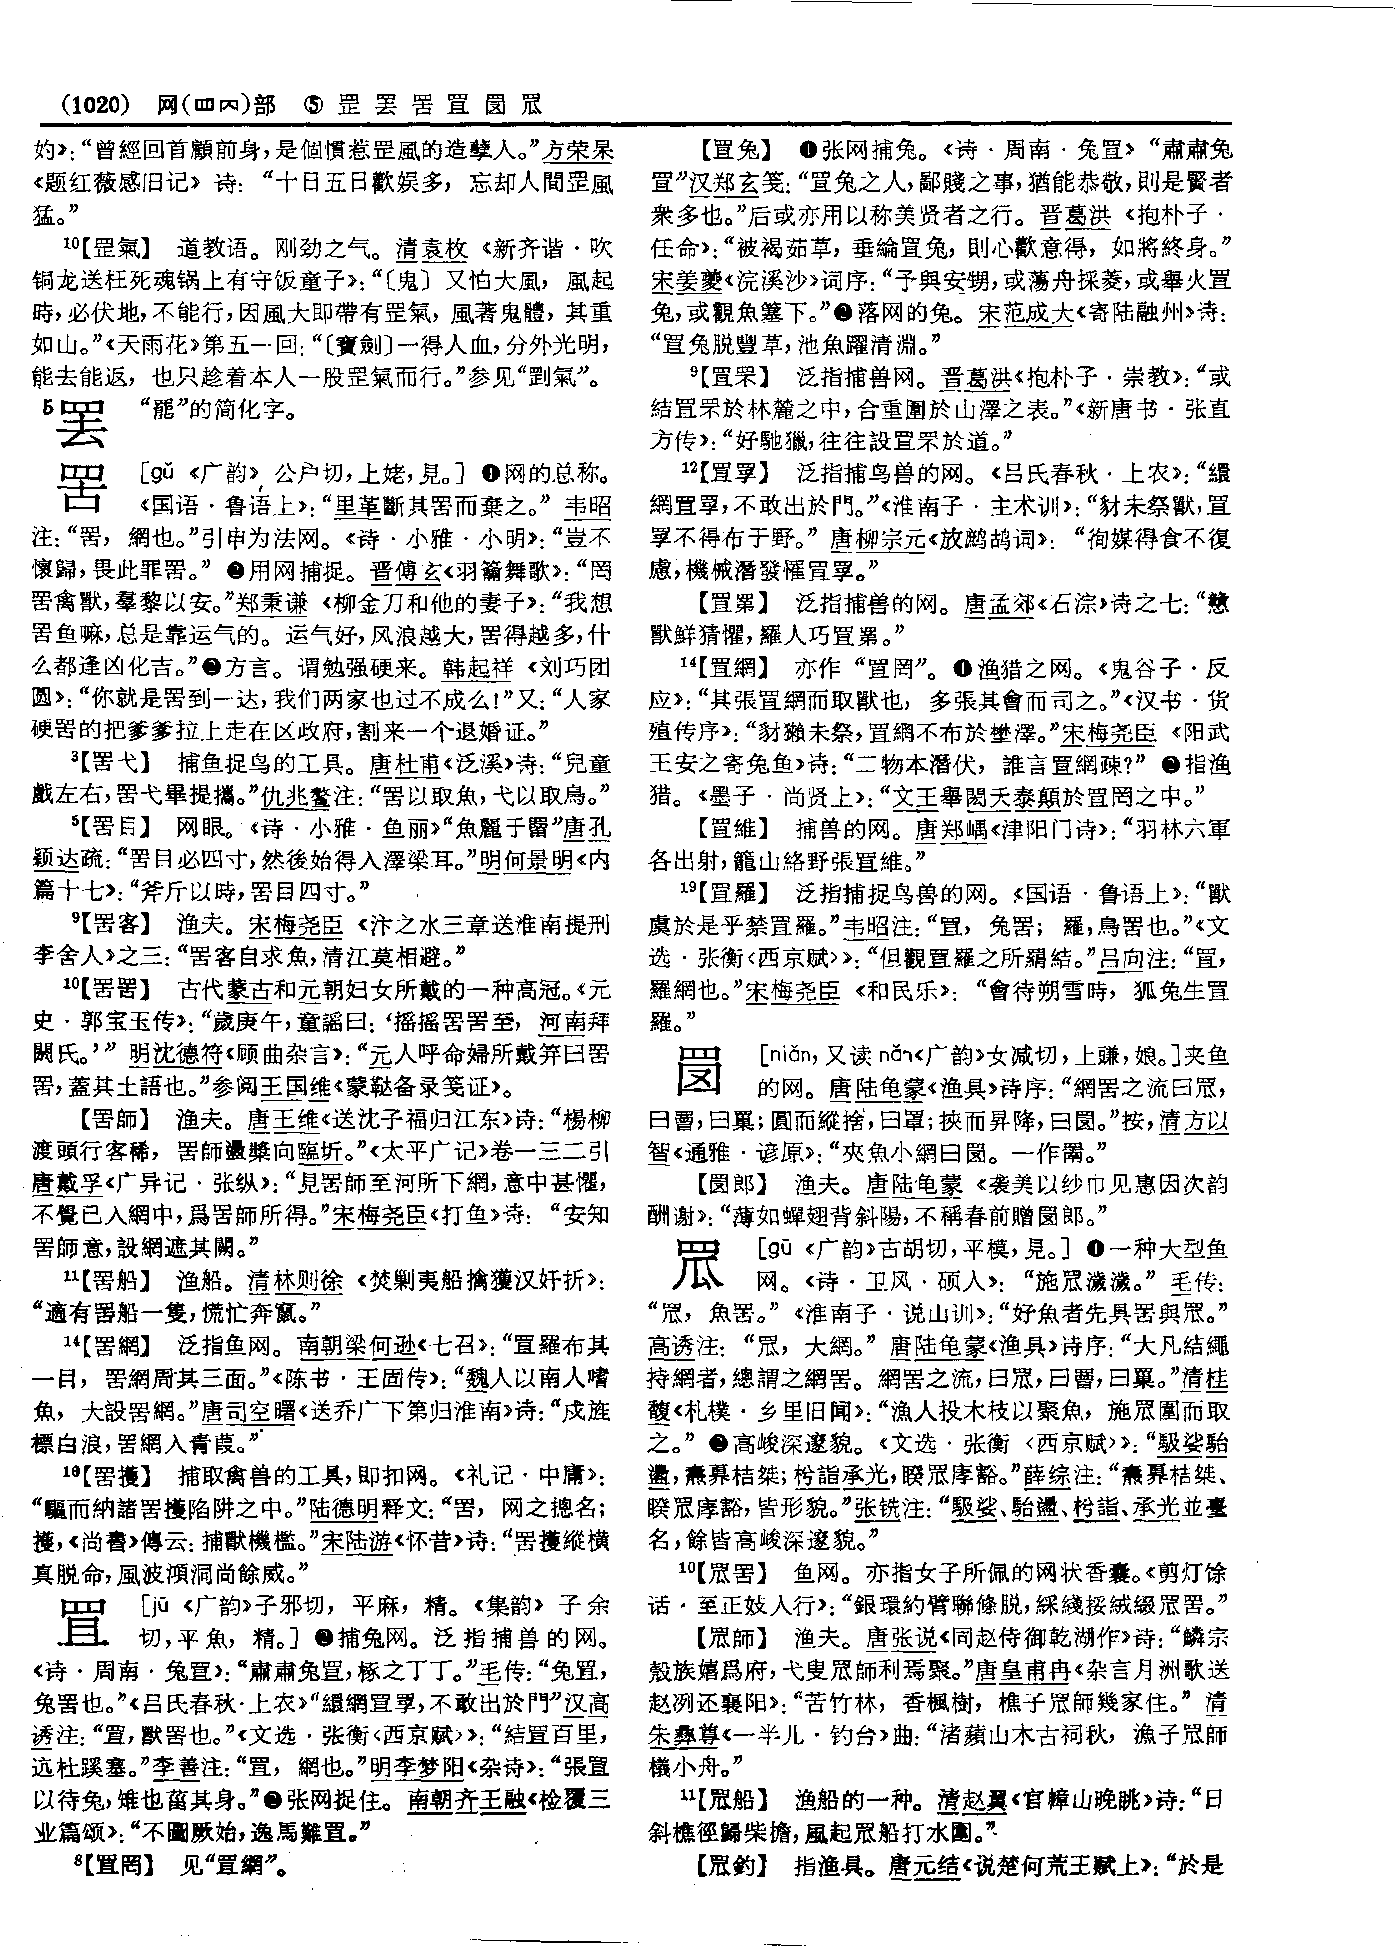 (1020) 网(罒𦉪)部 ⑤ 罡 罢 罟 罝 𦉯 罛
灼》：“曾經回首顧前身，是個慣惹罡風的造孽人。”方荣杲
《题红薇感旧记》诗：“十日五日歡娱多，忘却人間罡風
猛。”
10【罡氣】 道教语。刚劲之气。清袁枚《新齐谐·吹
铜龙送枉死魂锅上有守饭童子》：“〔鬼〕又怕大風，風起
時，必伏地，不能行，因風大即帶有罡氣，風著鬼體，其重
如山。”《天雨花》第五一回：“〔寶劍〕一得人血，分外光明，
能去能返，也只趁着本人一股罡氣而行。”参见“剄氣”。
5罢 “罷”的简化字。
罟 [gǔ 《广韵》公户切，上姥，見。] ❶网的总称。
《国语·鲁语上》：“里革斷其罟而棄之。”韦昭
注：“罟，網也。”引申为法网。《诗·小雅·小明》：“豈不
懷歸，畏此罪罟。”❷用网捕捉。晋傅玄《羽籥舞歌》：“罔
罟禽獸，羣黎以安。”郑秉谦《柳金刀和他的妻子》：“我想
罟鱼嘛，总是靠运气的。运气好，风浪越大，罟得越多，什
么都逢凶化吉。”❸方言。谓勉强硬来。韩起祥《刘巧团
圆》：“你就是罟到一达，我们两家也过不成么！”又：“人家
硬罟的把爹爹拉上走在区政府，割来一个退婚证。”
3【罟弋】 捕鱼捉鸟的工具。唐杜甫《泛溪》诗：“兒童
戲左右，罟弋畢提攜。”仇兆鳌注：“罟以取魚，弋以取鳥。”
5【罟目】 网眼。《诗·小雅·鱼丽》“魚麗于罶”唐孔
颖达疏：“罟目必四寸，然後始得入澤梁耳。”明何景明《内
篇十七》：“斧斤以時，罟目四寸。”
9【罟客】 渔夫。宋梅尧臣《汴之水三章送淮南提刑
李舍人》之三：“罟客自求魚，清江莫相避。”
10【罟罟】 古代蒙古和元朝妇女所戴的一种高冠。《元
史·郭宝玉传》：“歲庚午，童謡曰：‘摇摇罟罟至，河南拜
閼氏。’”明沈德符《顾曲杂言》：“元人呼命婦所戴笄曰罟
罟，蓋其土語也。”参阅王国维《蒙鞑备录笺证》。
【罟師】 渔夫。唐王维《送沈子福归江东》诗：“楊柳
渡頭行客稀，罟師盪槳向臨圻。”《太平广记》卷一三二引
唐戴孚《广异记·张纵》：“見罟師至河所下網，意中甚懼，
不覺已入網中，爲罟師所得。”宋梅尧臣《打鱼》诗：“安知
罟師意，設網遮其闕。”
11【罟船】 渔船。清林则徐《焚剿夷船擒獲汉奸折》：
“適有罟船一隻，慌忙奔竄。”
14【罟網】 泛指鱼网。南朝梁何逊《七召》：“罝羅布其
一目，罟網周其三面。”《陈书·王固传》：“魏人以南人嗜
魚，大設罟網。”唐司空曙《送乔广下第归淮南》诗：“戍旌
標白浪，罟網入青葭。”
18【罟擭】 捕取禽兽的工具，即扣网。《礼记·中庸》：
“驅而納諸罟擭陷阱之中。”陆德明释文：“罟，网之摠名；
擭，《尚書》傳云：捕獸機檻。”宋陆游《怀昔》诗：“罟擭縱横
真脱命，風波澒洞尚餘威。”
罝 [jū 《广韵》子邪切，平麻，精。《集韵》子余
切，平魚，精。] ❶捕兔网。泛指捕兽的网。
《诗·周南·兔罝》：“肅肅兔罝，椓之丁丁。”毛传：“兔罝，
兔罟也。”《吕氏春秋·上农》“繯網罝罦，不敢出於門”汉高
诱注：“罝，獸罟也。”《文选·张衡〈西京赋〉》：“結罝百里，
迒杜蹊塞。”李善注：“罝，網也。”明李梦阳《杂诗》：“張罝
以待兔，雉也菑其身。”❷张网捉住。南朝齐王融《检覆三
业篇颂》：“不圖厥始，逸馬難罝。”
8【罝罔】 见“罝網”。
【罝兔】 ❶张网捕兔。《诗·周南·兔罝》“肅肅兔
罝”汉郑玄笺：“罝兔之人，鄙賤之事，猶能恭敬，則是賢者
衆多也。”后或亦用以称美贤者之行。晋葛洪《抱朴子·
任命》：“被褐茹草，垂綸罝兔，則心歡意得，如將終身。”
宋姜夔《浣溪沙》词序：“予與安甥，或蕩舟採菱，或舉火罝
兔，或觀魚簺下。”❷落网的兔。宋范成大《寄陆融州》诗：
“罝兔脱豐草，池魚躍清淵。”
9【罝罘】 泛指捕兽网。晋葛洪《抱朴子·崇教》：“或
結罝罘於林麓之中，合重圍於山澤之表。”《新唐书·张直
方传》：“好馳獵，往往設罝罘於道。”
12【罝罦】 泛指捕鸟兽的网。《吕氏春秋·上农》：“繯
網罝罦，不敢出於門。”《淮南子·主术训》：“豺未祭獸，罝
罦不得布于野。”唐柳宗元《放鹧鸪词》：“徇媒得食不復
慮，機械潛發罹罝罦。”
【罝罤】 泛指捕兽的网。唐孟郊《石淙》诗之七：“戇
獸鮮猜懼，羅人巧罝罤。”
14【罝網】 亦作“罝罔”。❶渔猎之网。《鬼谷子·反
应》：“其張罝網而取獸也，多張其會而司之。”《汉书·货
殖传序》：“豺獺未祭，罝網不布於壄澤。”宋梅尧臣《阳武
王安之寄兔鱼》诗：“二物本潛伏，誰言罝網疎？”❷指渔
猎。《墨子·尚贤上》：“文王舉閎夭泰顛於罝罔之中。”
【罝維】 捕兽的网。唐郑嵎《津阳门诗》：“羽林六軍
各出射，籠山絡野張罝維。”
19【罝羅】 泛指捕捉鸟兽的网。《国语·鲁语上》：“獸
虞於是乎禁罝羅。”韦昭注：“罝，兔罟；羅，鳥罟也。”《文
选·张衡〈西京赋〉》：“但觀罝羅之所羂結。”吕向注：“罝，
羅網也。”宋梅尧臣《和民乐》：“會待朔雪時，狐兔生罝
羅。”
𦉯 [niǎn，又读 nǎn《广韵》女减切，上豏，娘。]夹鱼
的网。唐陆龟蒙《渔具》诗序：“網罟之流曰罛，
曰罾，曰罺；圓而縱捨，曰罩；挾而昇降，曰𦉯。”按，清方以
智《通雅·谚原》：“夾魚小網曰𦉯。一作罱。”
【𦉯郎】 渔夫。唐陆龟蒙《袭美以纱巾见惠因次韵
酬谢》：“薄如蟬翅背斜陽，不稱春前贈𦉯郎。”
罛 [gū 《广韵》古胡切，平模，見。] ❶一种大型鱼
网。《诗·卫风·硕人》：“施罛濊濊。”毛传：
“罛，魚罟。”《淮南子·说山训》：“好魚者先具罟與罛。”
高诱注：“罛，大網。”唐陆龟蒙《渔具》诗序：“大凡結繩
持網者，總謂之網罟。網罟之流，曰罛，曰罾，曰罺。”清桂
馥《札樸·乡里旧闻》：“漁人投木枝以聚魚，施罛圍而取
之。”❷高峻深邃貌。《文选·张衡〈西京赋〉》：“馺娑駘
盪，燾奡桔桀；枍詣承光，睽罛庨豁。”薛综注：“燾奡桔桀、
睽罛庨豁，皆形貌。”张铣注：“馺娑、駘盪、枍詣、承光並臺
名，餘皆高峻深邃貌。”
10【罛罟】 鱼网。亦指女子所佩的网状香囊。《剪灯馀
话·至正妓人行》：“銀環約臂聯條脱，綵綫挼絨綴罛罟。”
【罛師】 渔夫。唐张说《同赵侍御乾湖作》诗：“鱗宗
殼族嬉爲府，弋叟罛師利焉聚。”唐皇甫冉《杂言月洲歌送
赵冽还襄阳》：“苦竹林，香楓樹，樵子罛師幾家住。”清
朱彝尊《一半儿·钓台》曲：“渚蘋山木古祠秋，漁子罛師
檥小舟。”
11【罛船】 渔船的一种。清赵翼《官幛山晚眺》诗：“日
斜樵徑歸柴擔，風起罛船打水圍。”
【罛釣】 指渔具。唐元结《说楚何荒王赋上》：“於是